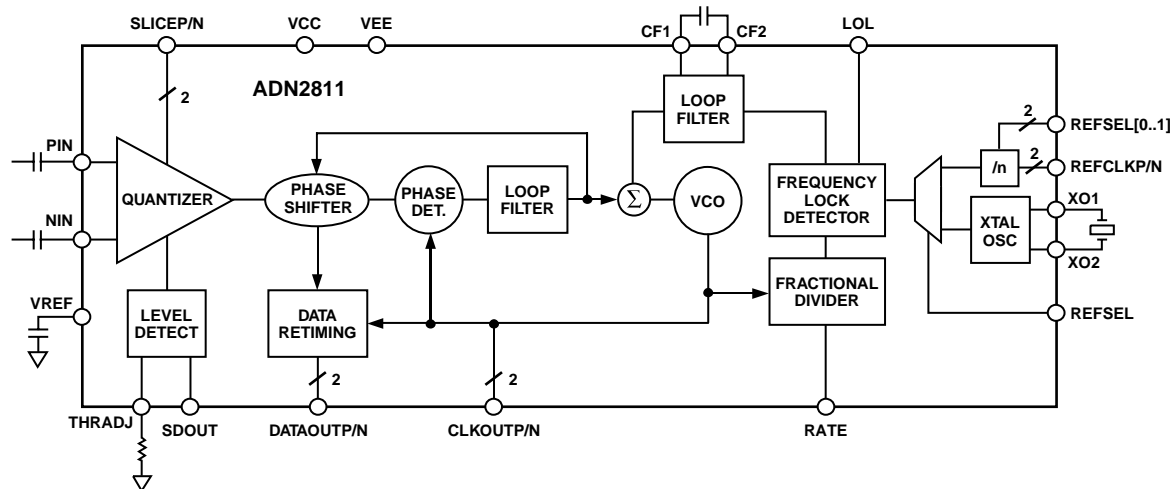 SLICEP/N
VCC
VEE
CF1
CF2
LOL
2
ADN2811
LOOP
FILTER
2
REFSEL[0..1]
PIN
/n
2
REFCLKP/N
QUANTIZER
PHASE
SHIFTER
PHASE
DET.
LOOP
FILTER
Σ
VCO
FREQUENCY
LOCK
DETECTOR
XTAL
OSC
XO1
XO2
NIN
VREF
LEVEL
DETECT
DATA
RETIMING
FRACTIONAL
DIVIDER
REFSEL
2
2
THRADJ
SDOUT
DATAOUTP/N
CLKOUTP/N
RATE